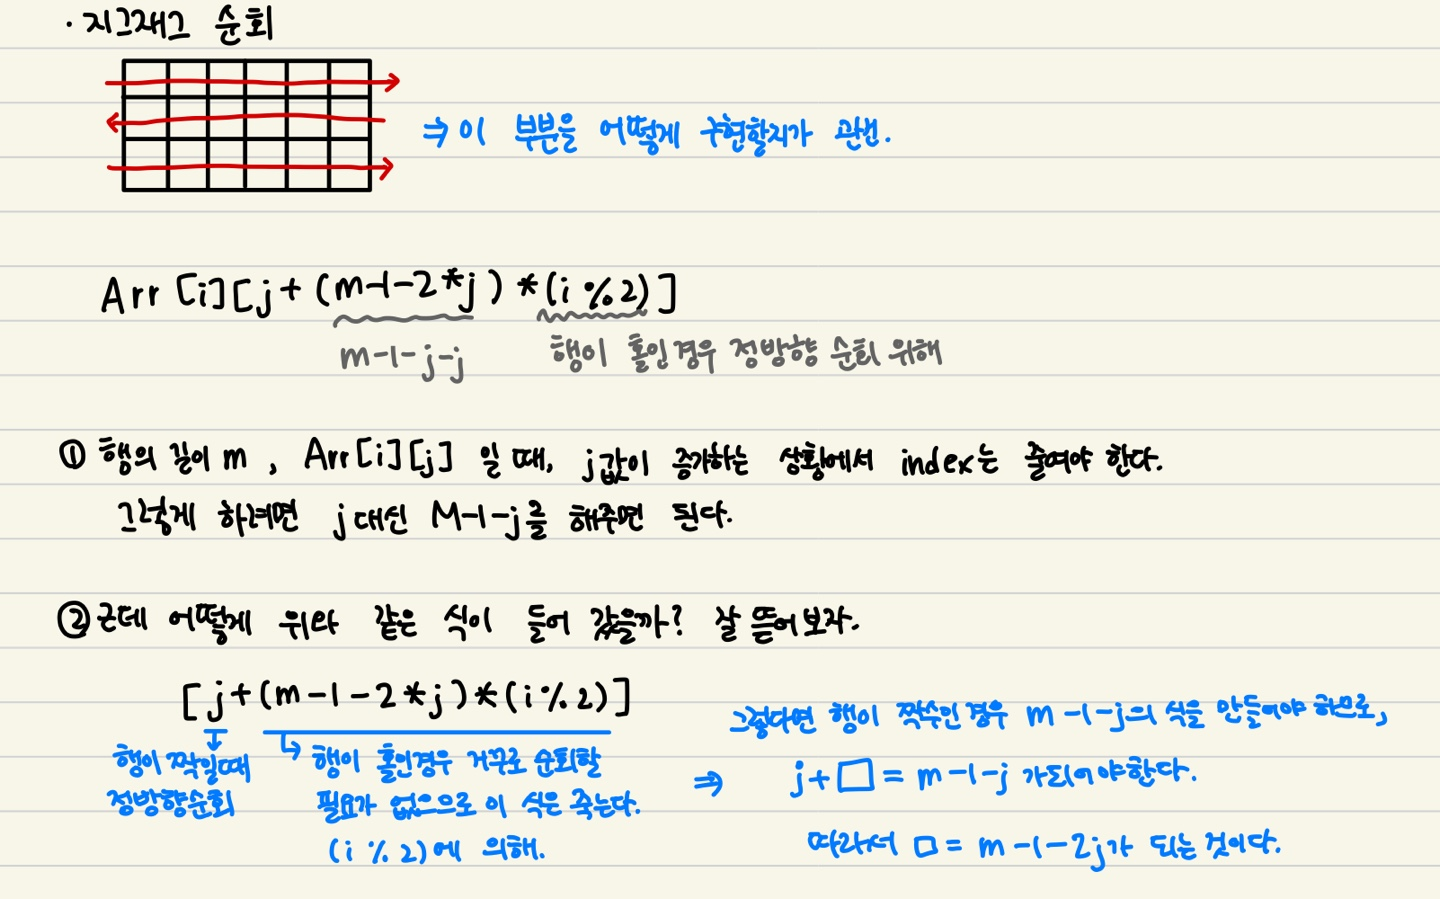 · 지그재그 순회
⇒ 이 부분을 어떻게 구현할지가 관건.
Arr [i][j + (m-1-2*j) * (i%2)]
m-1-j-j
행이 홀인경우 정방향 순회 위해
① 행의 길이 m , Arr[i][j] 일 때, j값이 증가하는 상황에서 index는 줄여야 한다.
그렇게 하려면 j 대신 M-1-j를 해주면 된다.
② 근데 어떻게 위와 같은 식이 들어 갔을까? 잘 뜯어보자.
[j+(m-1-2*j)*(i%2)]
행이 짝일때
정방향순회
↳ 행이 홀인경우 거꾸로 순회할
필요가 없으므로 이 식은 죽는다.
(i % 2)에 의해.
그렇다면 행이 짝수인 경우 m-1-j의 식을 만들어야 하므로,
⇒ j+□ = m-1-j 가되어야한다.
따라서 □ = m-1-2j가 되는 것이다.